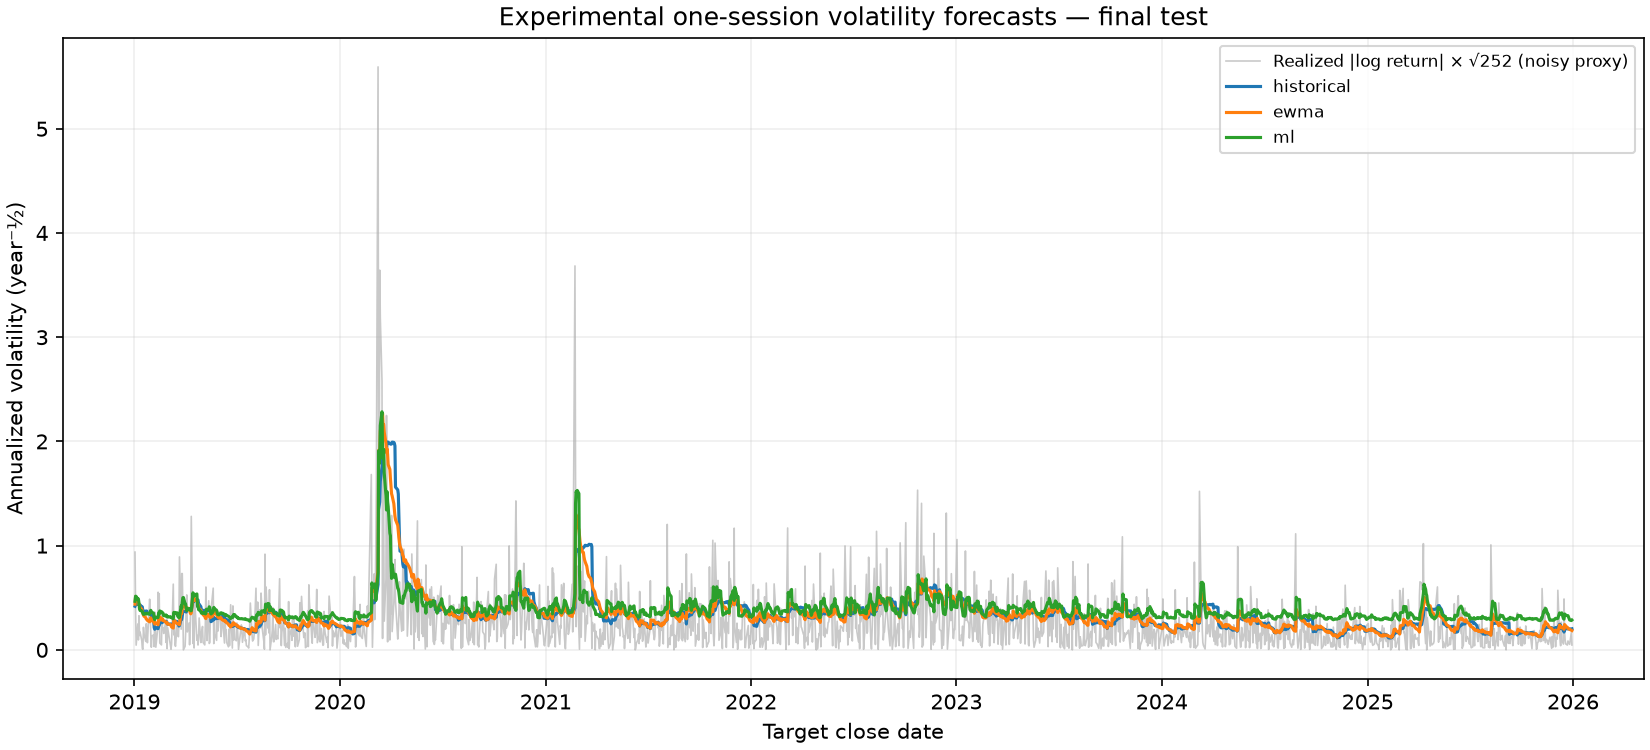 Experimental one-session volatility forecasts — final test
Realized |log return| × √252 (noisy proxy)
historical
ewma
ml
Annualized volatility (year⁻½)
5
4
3
2
1
0
2019 2020 2021 2022 2023 2024 2025 2026
Target close date